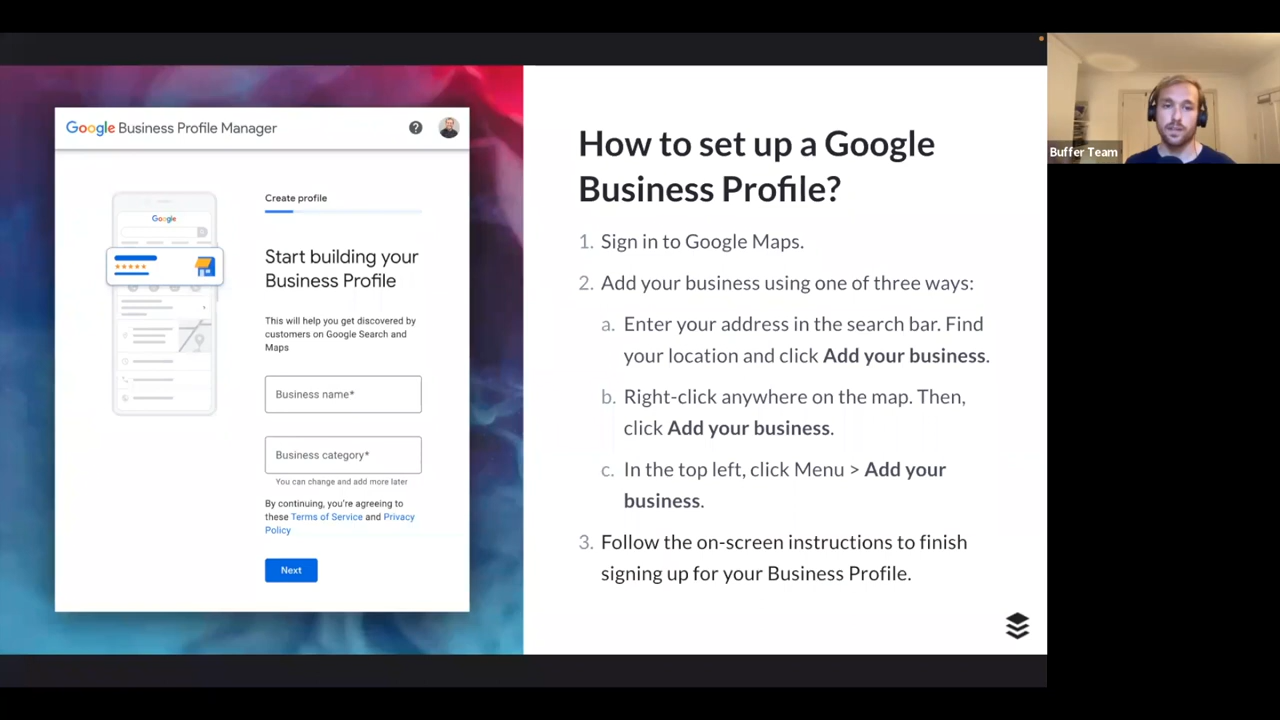 Google Business Profile Manager
Google
Create profile
Start building your
Business Profile
This will help you get discovered by
customers on Google Search and
Maps
Business name*
Business category*
You can change and add more later
By continuing, you're agreeing to
these Terms of Service and Privacy
Policy
Next
How to set up a Google
Business Profile?
1. Sign in to Google Maps.
2. Add your business using one of three ways:
a. Enter your address in the search bar. Find
your location and click Add your business.
b. Right-click anywhere on the map. Then,
click Add your business.
c. In the top left, click Menu > Add your
business.
3. Follow the on-screen instructions to finish
signing up for your Business Profile.
Buffer Team